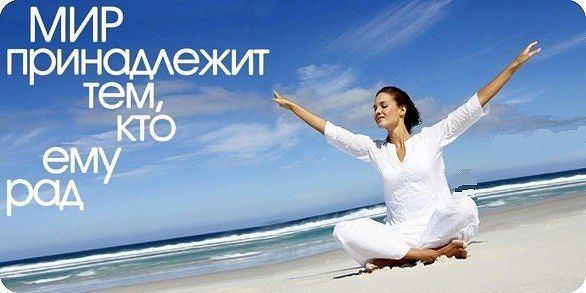 МИР
принадлежит
тем,
кто
ему
рад